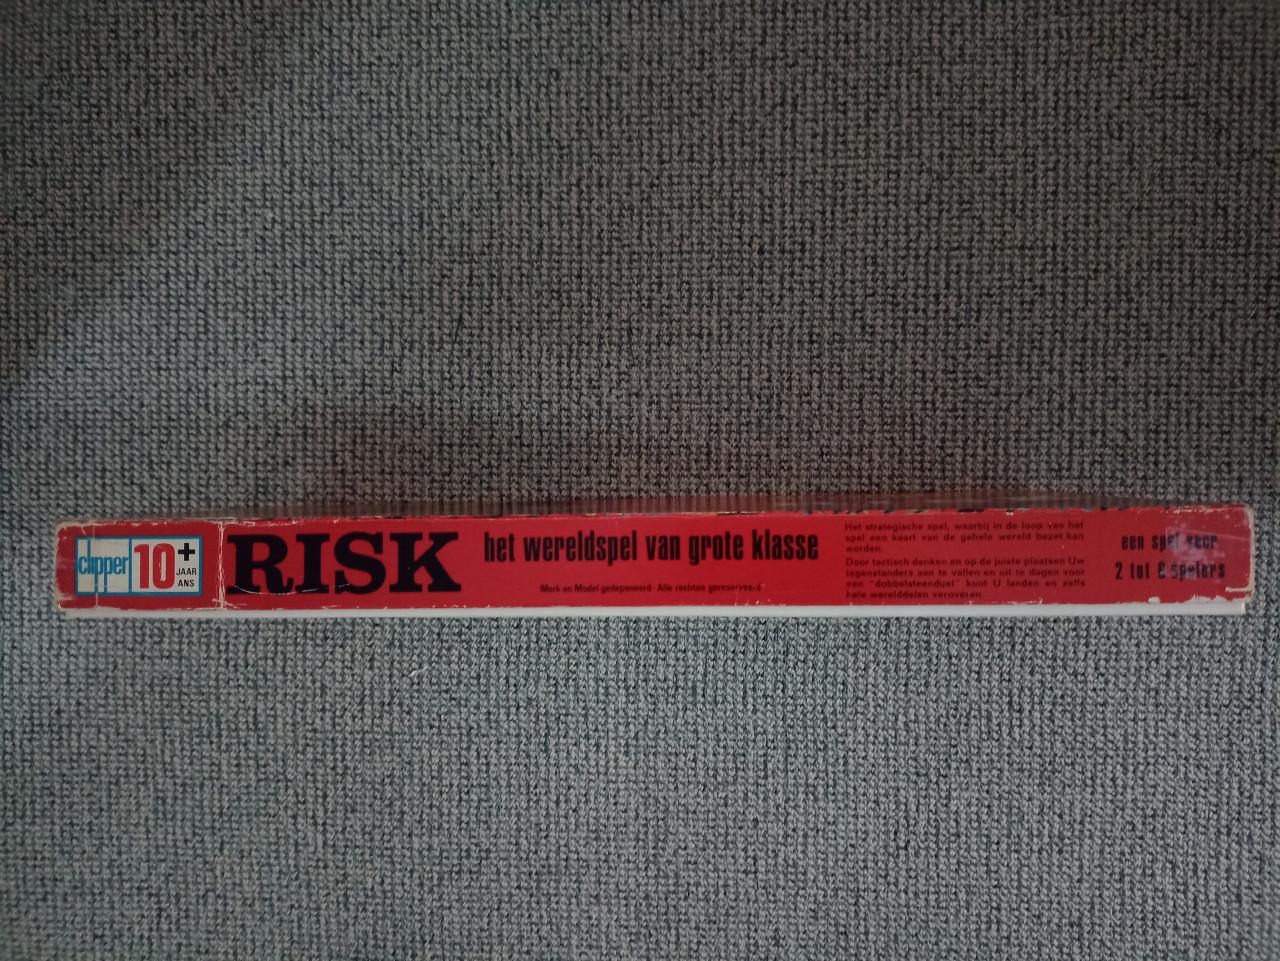 clipper
10+
JAAR
ANS
RISK
het wereldspel van grote klasse
Merk en Model gedeponeerd - Alle rechten gereserveerd
Het strategische spel, waarbij in de loop van het
spel een kaart van de gehele wereld bezet kan
worden.
Door tactisch denken en op de juiste plaatsen Uw
tegenstanders aan te vallen en uit te dagen voor
een "dobbelsteenduel" kunt U landen en zelfs
hele werelddelen veroveren.
een spel voor
2 tot 6 spelers